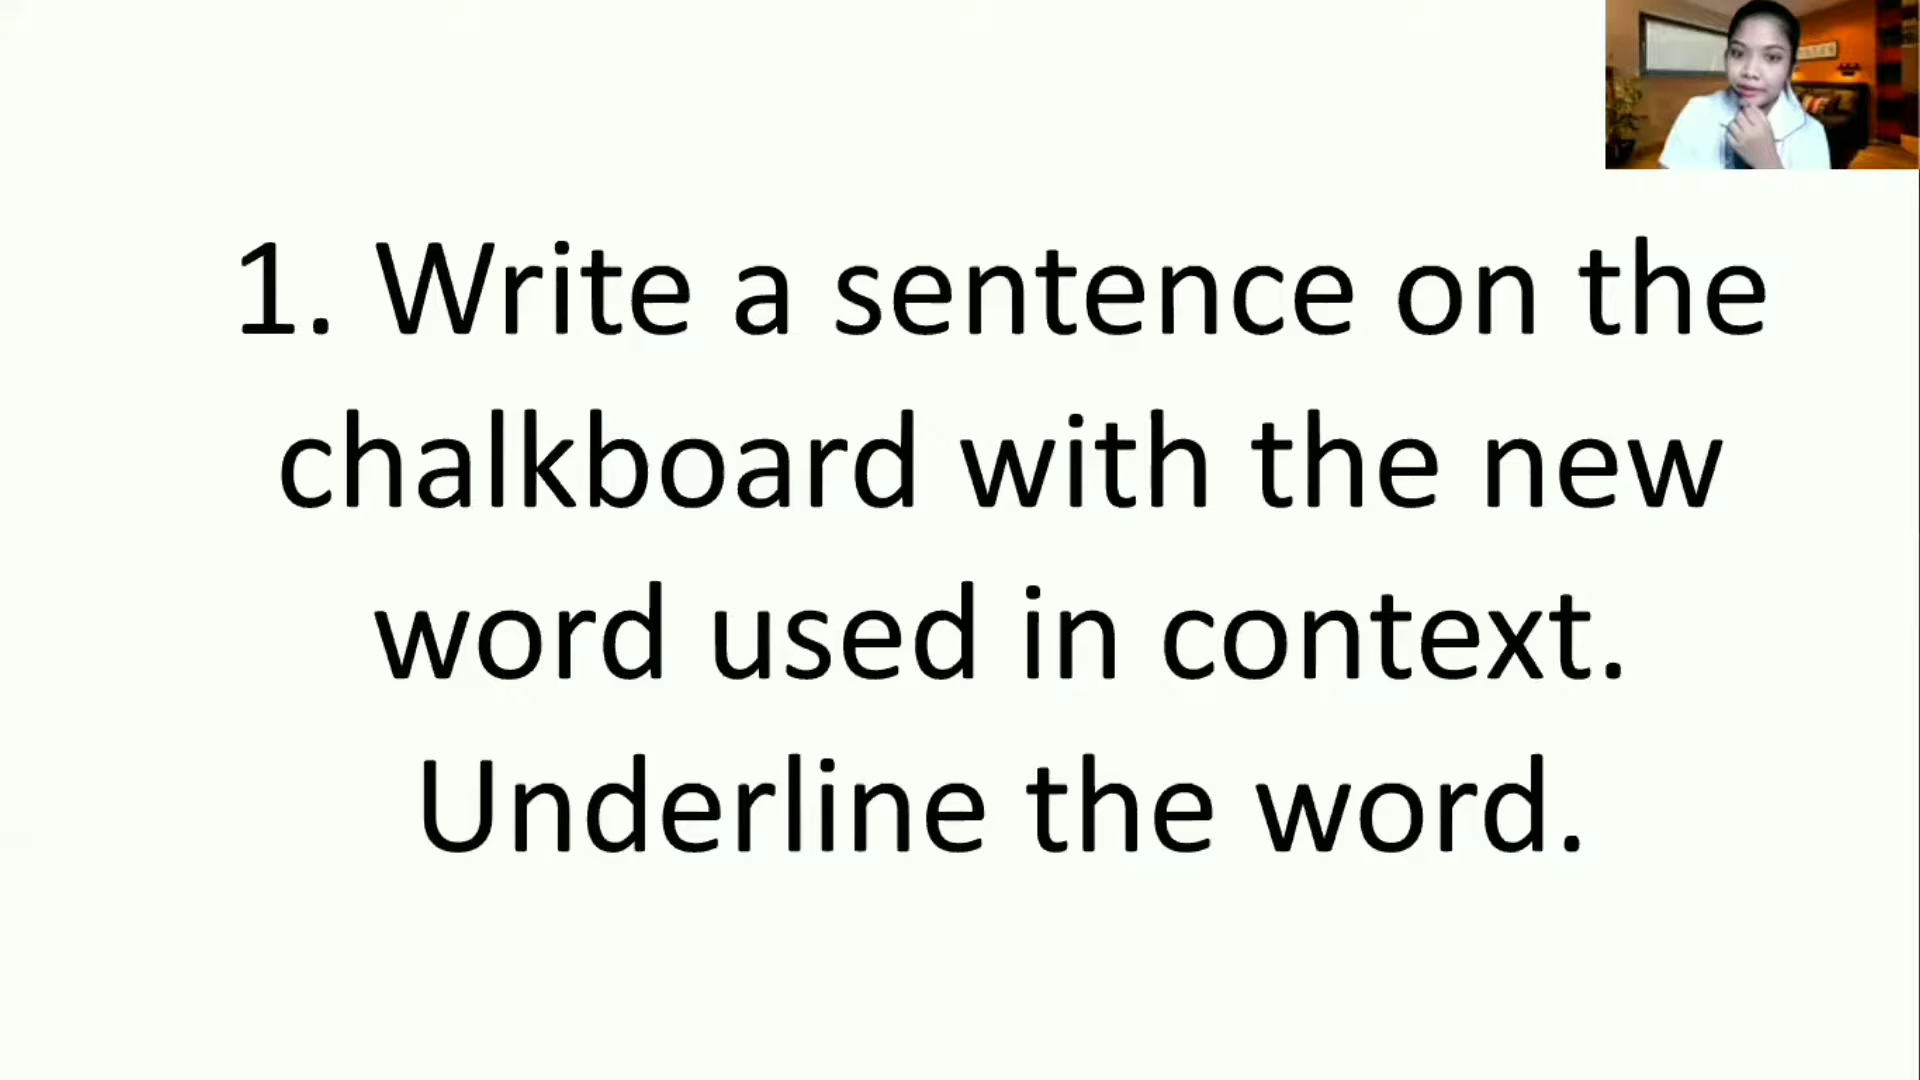 1. Write a sentence on the
chalkboard with the new
word used in context.
Underline the word.